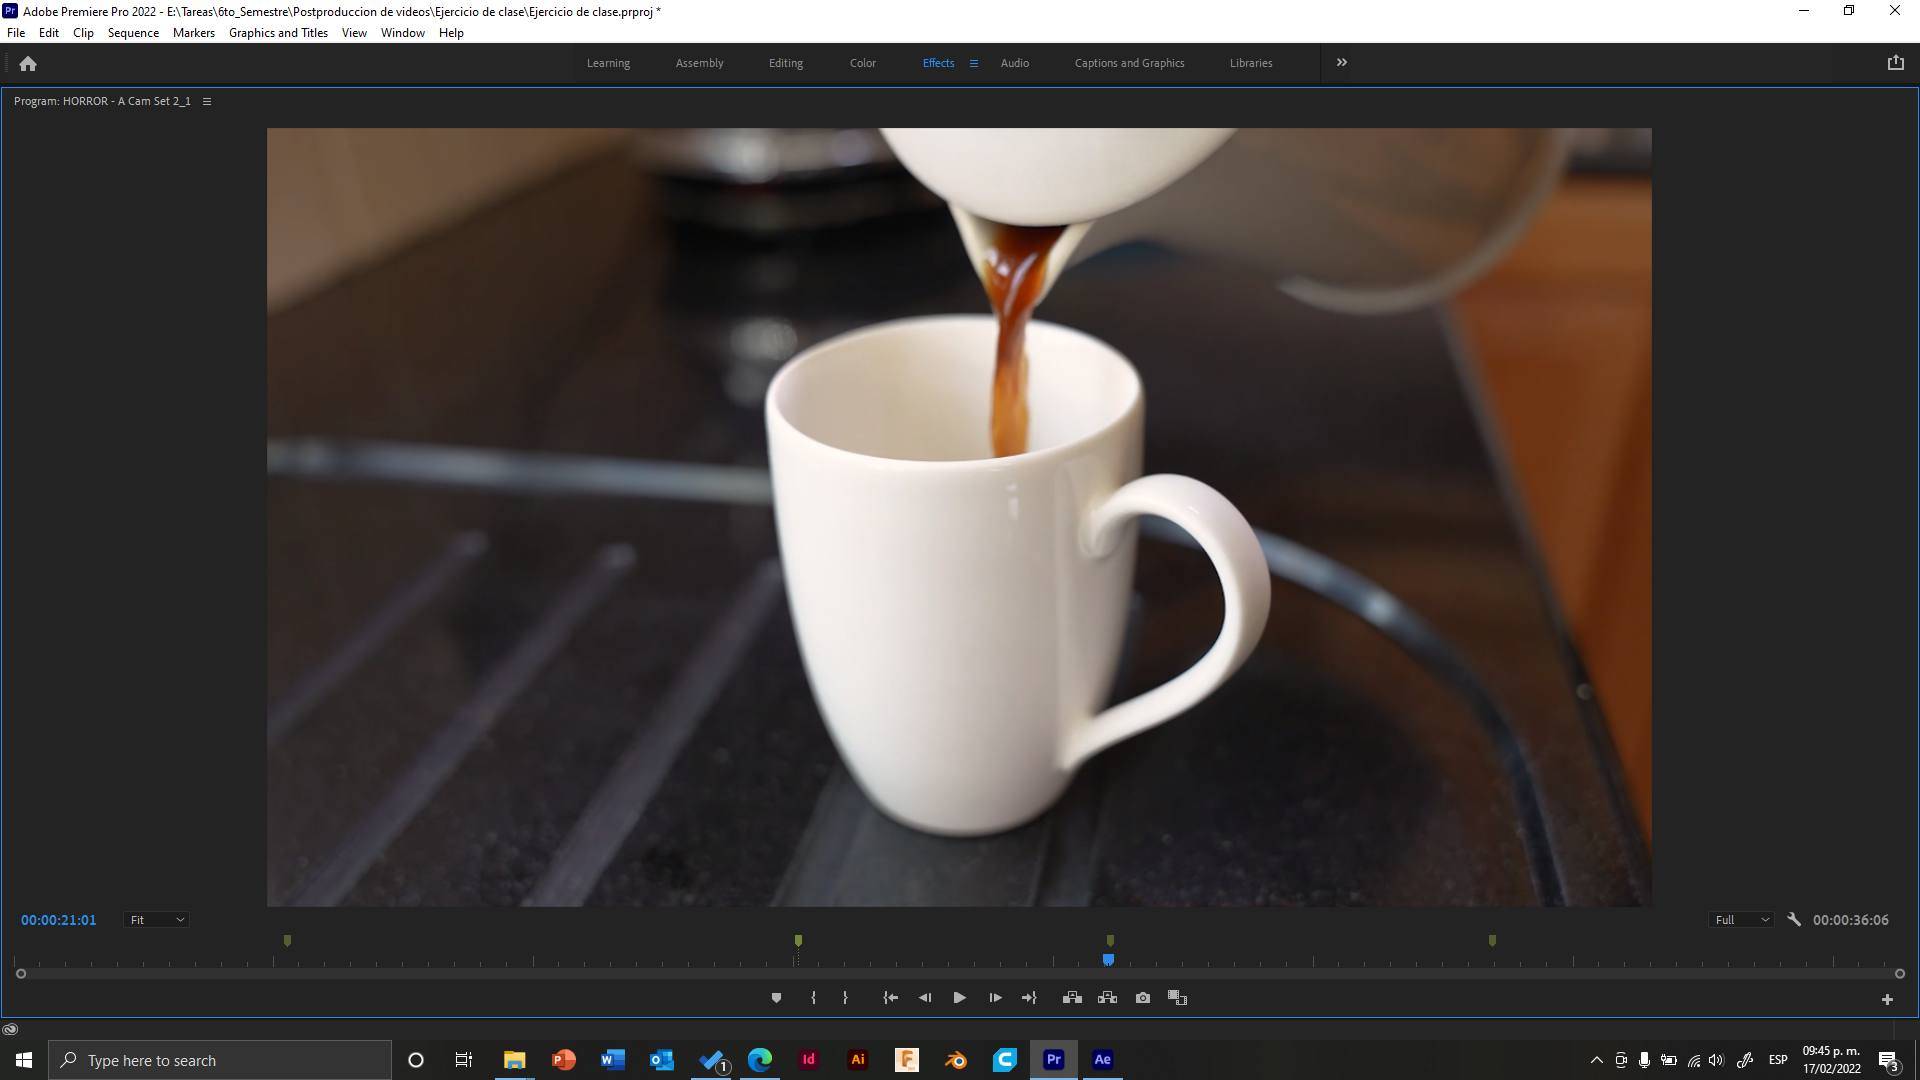 Pr Adobe Premiere Pro 2022 - E:\Tareas\6to_Semestre\Postproduccion de videos\Ejercicio de clase\Ejercicio de clase.prproj *
File Edit Clip Sequence Markers Graphics and Titles View Window Help
Learning Assembly Editing Color Effects Audio Captions and Graphics Libraries
Program: HORROR - A Cam Set 2_1
00:00:21:01 Fit Full 00:00:36:06
Type here to search
1
Id
Ai
Pr
Ae
ESP
09:45 p. m.
17/02/2022
3